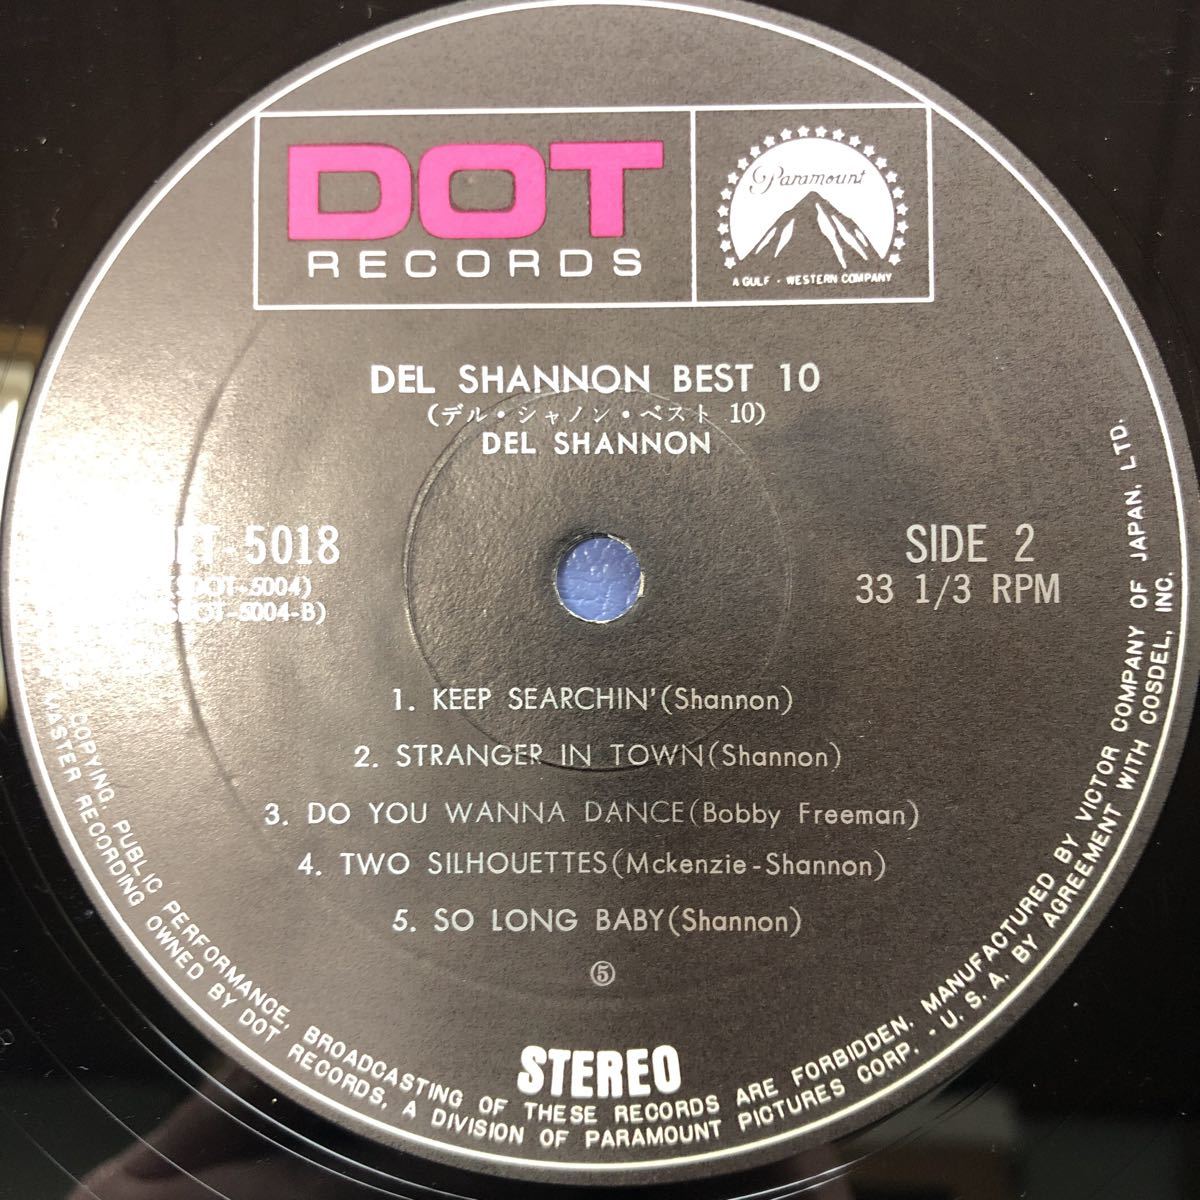 DOT
RECORDS
Paramount
A GULF + WESTERN COMPANY
DEL SHANNON BEST 10
(デル・シャノン・ベスト 10)
DEL SHANNON
-5018
5004)
-5004-B)
SIDE 2
33 1/3 RPM
1. KEEP SEARCHIN'(Shannon)
2. STRANGER IN TOWN(Shannon)
3. DO YOU WANNA DANCE(Bobby Freeman)
4. TWO SILHOUETTES(Mckenzie-Shannon)
5. SO LONG BABY(Shannon)
⑤
STEREO
COPYING, PUBLIC PERFORMANCE, BROADCASTING OF THESE RECORDS ARE FORBIDDEN. MANUFACTURED BY VICTOR COMPANY OF JAPAN, LTD.
MASTER RECORDING OWNED BY DOT RECORDS, A DIVISION OF PARAMOUNT PICTURES CORP. - U. S. A. BY AGREEMENT WITH COSDEL, INC.